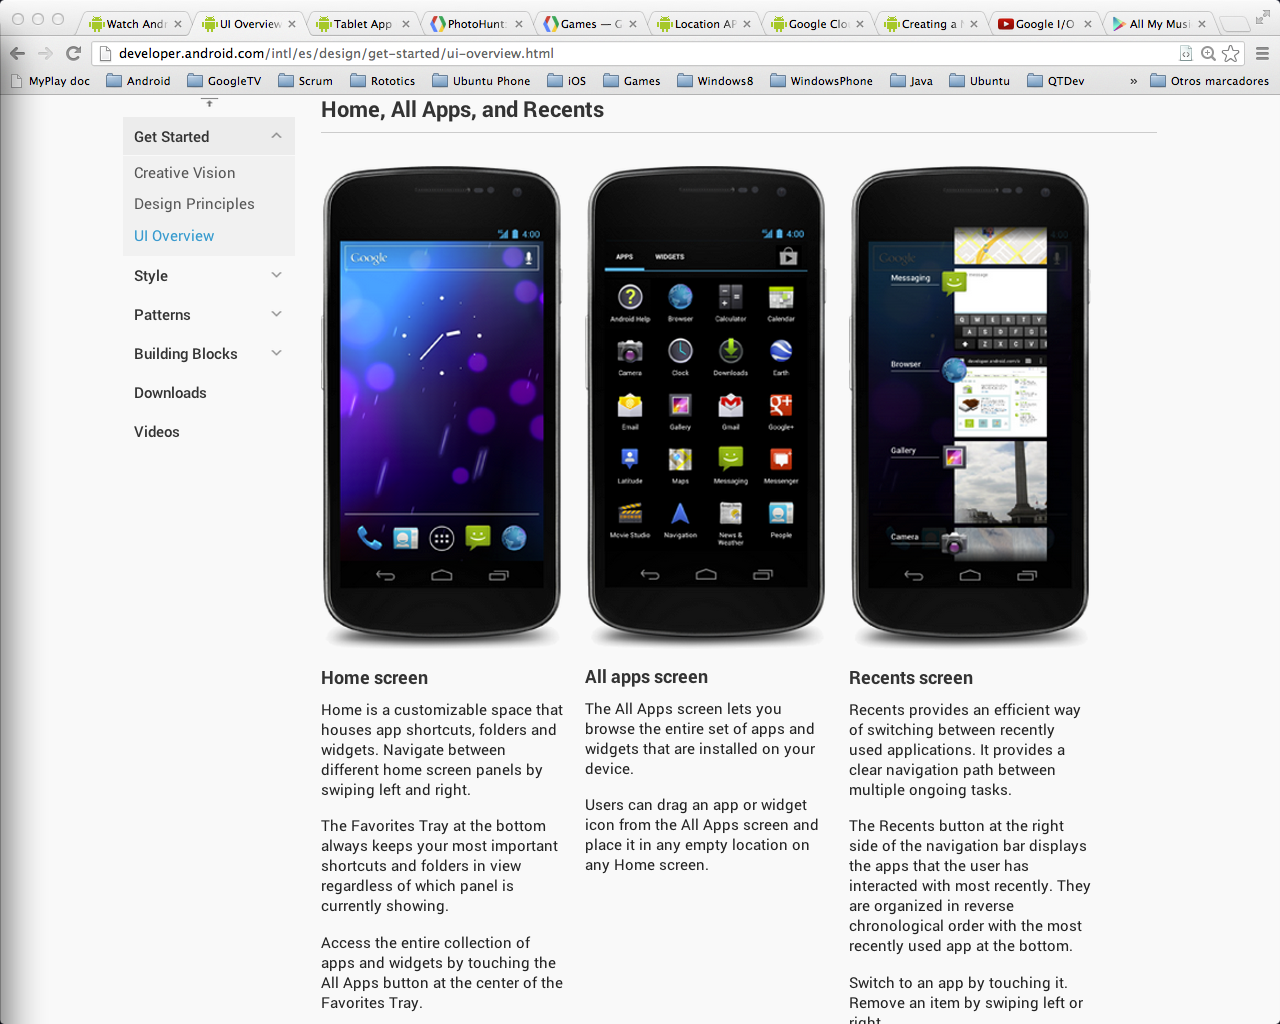 Watch Andr
UI Overview
Tablet App
PhotoHunt:
Games — G
Location AP
Google Clo
Creating a N
Google I/O
All My Musi
developer.android.com/intl/es/design/get-started/ui-overview.html
MyPlay doc
Android
GoogleTV
Scrum
Rototics
Ubuntu Phone
iOS
Games
Windows8
WindowsPhone
Java
Ubuntu
QTDev
»
Otros marcadores
Get Started
Creative Vision
Design Principles
UI Overview
Style
Patterns
Building Blocks
Downloads
Videos
Home, All Apps, and Recents
4:00
Google
4:00
APPS
WIDGETS
Android Help
Browser
Calculator
Calendar
Camera
Clock
Downloads
Earth
Email
Gallery
Gmail
Google+
Latitude
Maps
Messaging
Messenger
Movie Studio
Navigation
News &
Weather
People
4:00
Google
Messaging
message
Q W E R T Y
A S D F G H
Z X C
Browser
Gallery
Camera
Home screen
Home is a customizable space that
houses app shortcuts, folders and
widgets. Navigate between
different home screen panels by
swiping left and right.
The Favorites Tray at the bottom
always keeps your most important
shortcuts and folders in view
regardless of which panel is
currently showing.
Access the entire collection of
apps and widgets by touching the
All Apps button at the center of the
Favorites Tray.
All apps screen
The All Apps screen lets you
browse the entire set of apps and
widgets that are installed on your
device.
Users can drag an app or widget
icon from the All Apps screen and
place it in any empty location on
any Home screen.
Recents screen
Recents provides an efficient way
of switching between recently
used applications. It provides a
clear navigation path between
multiple ongoing tasks.
The Recents button at the right
side of the navigation bar displays
the apps that the user has
interacted with most recently. They
are organized in reverse
chronological order with the most
recently used app at the bottom.
Switch to an app by touching it.
Remove an item by swiping left or
right.